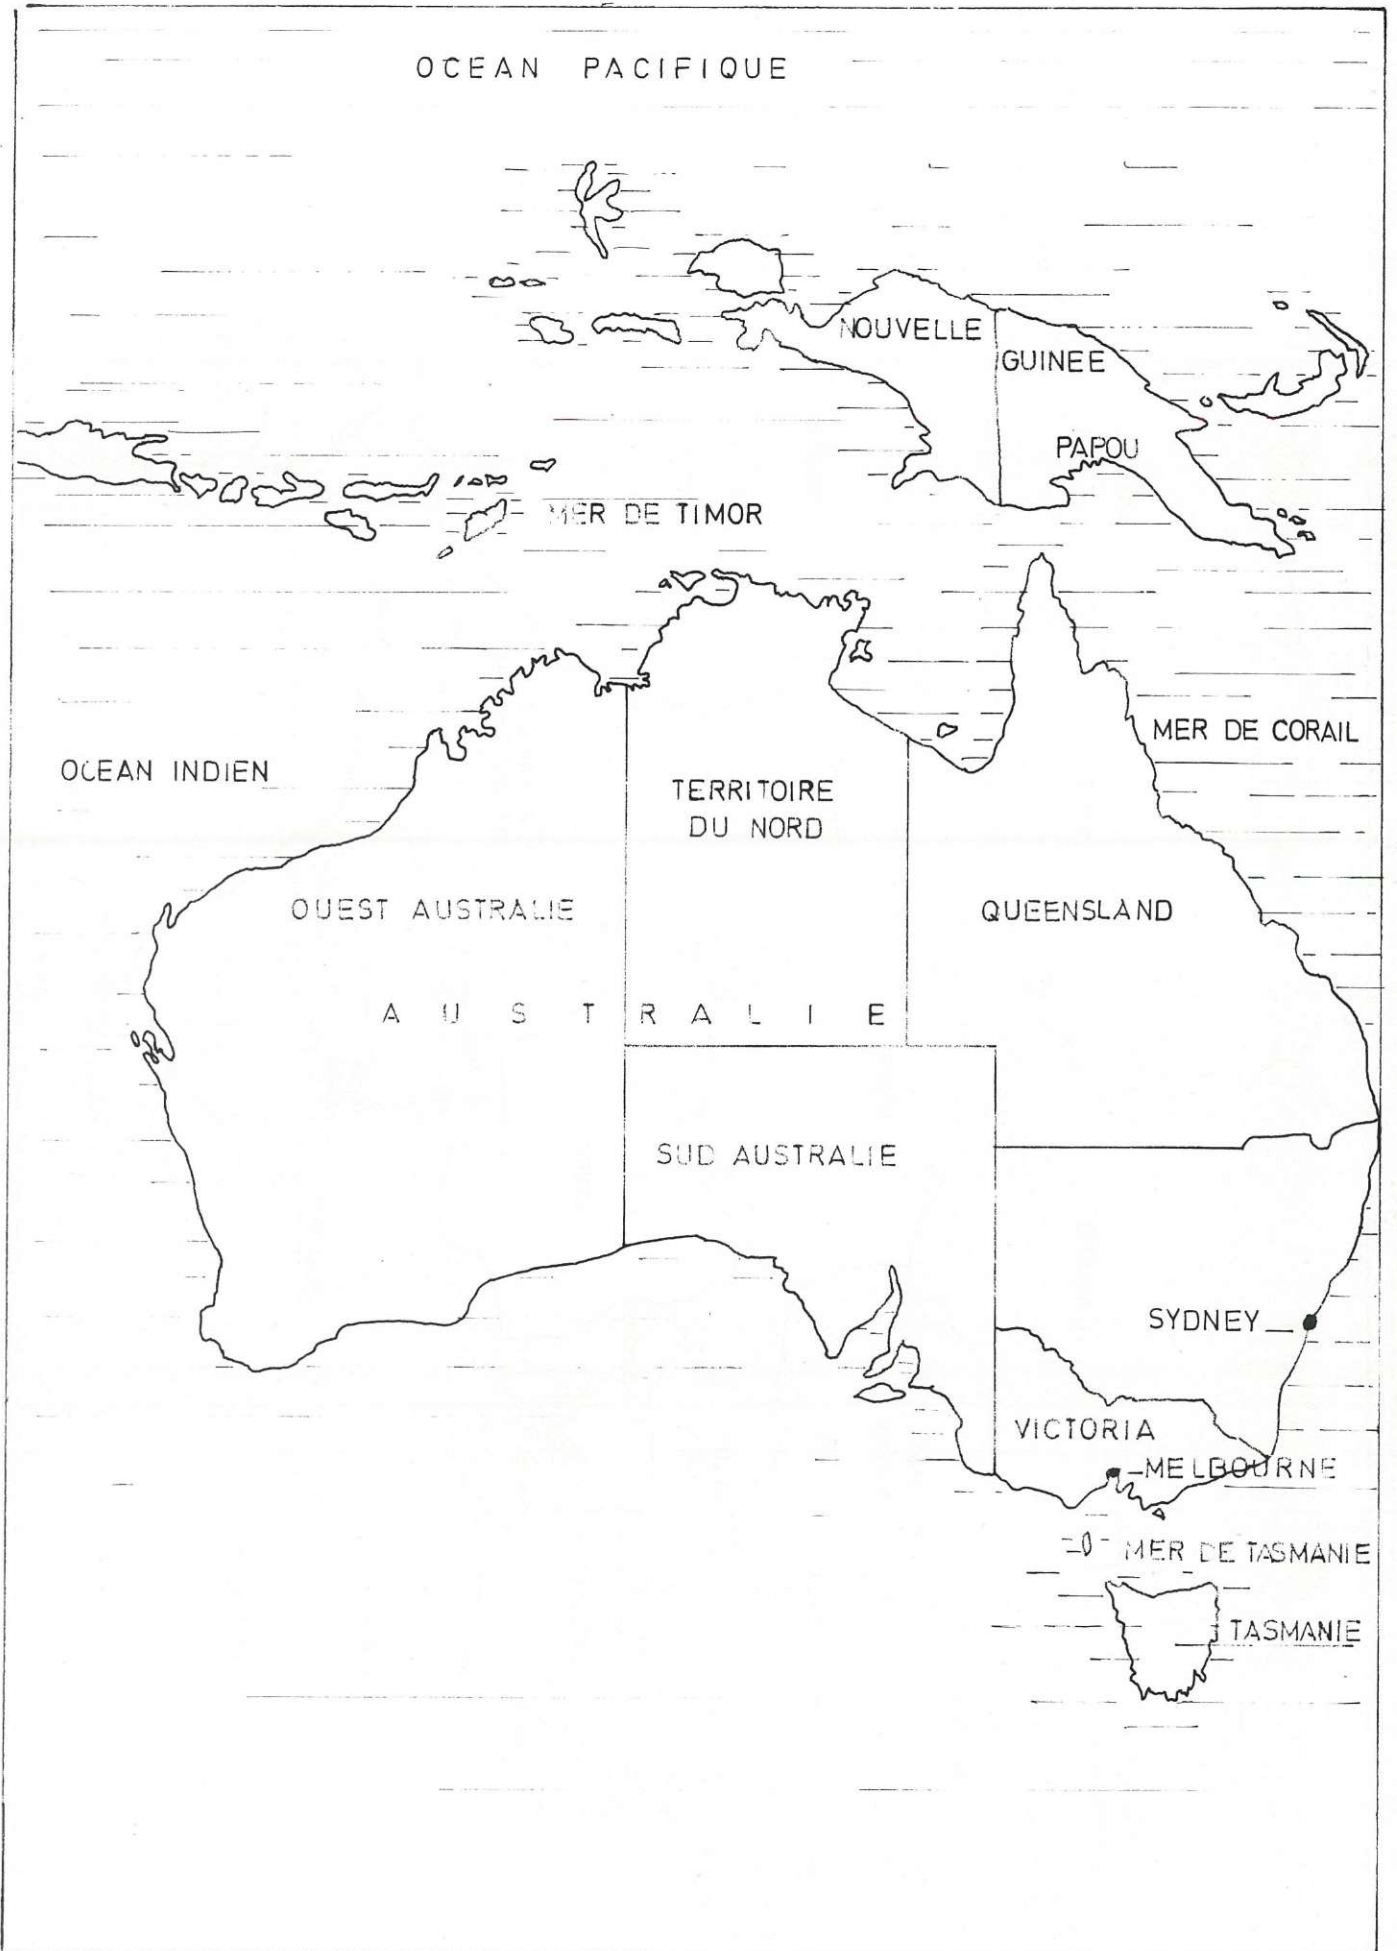 OCEAN PACIFIQUE
NOUVELLE
GUINEE
PAPOU
MER DE TIMOR
MER DE CORAIL
OCEAN INDIEN
TERRITOIRE
DU NORD
OUEST AUSTRALIE
QUEENSLAND
A U S T R A L I E
SUD AUSTRALIE
SYDNEY
VICTORIA
MELBOURNE
MER DE TASMANIE
TASMANIE